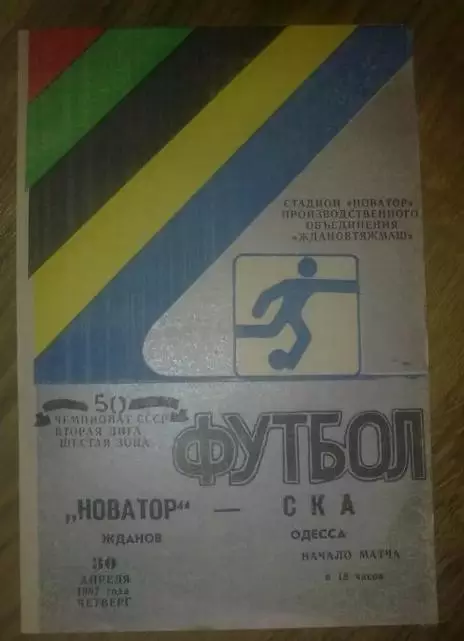 СТАДИОН «НОВАТОР»
ПРОИЗВОДСТВЕННОГО
ОБЪЕДИНЕНИЯ
«ЖДАНОВТЯЖМАШ»
50
ЧЕМПИОНАТ СССР
ВТОРАЯ ЛИГА
ШЕСТАЯ ЗОНА
ФУТБОЛ
„НОВАТОР“ — СКА
ЖДАНОВ ОДЕССА
30
АПРЕЛЯ
1987 года
ЧЕТВЕРГ
НАЧАЛО МАТЧА
в 18 часов